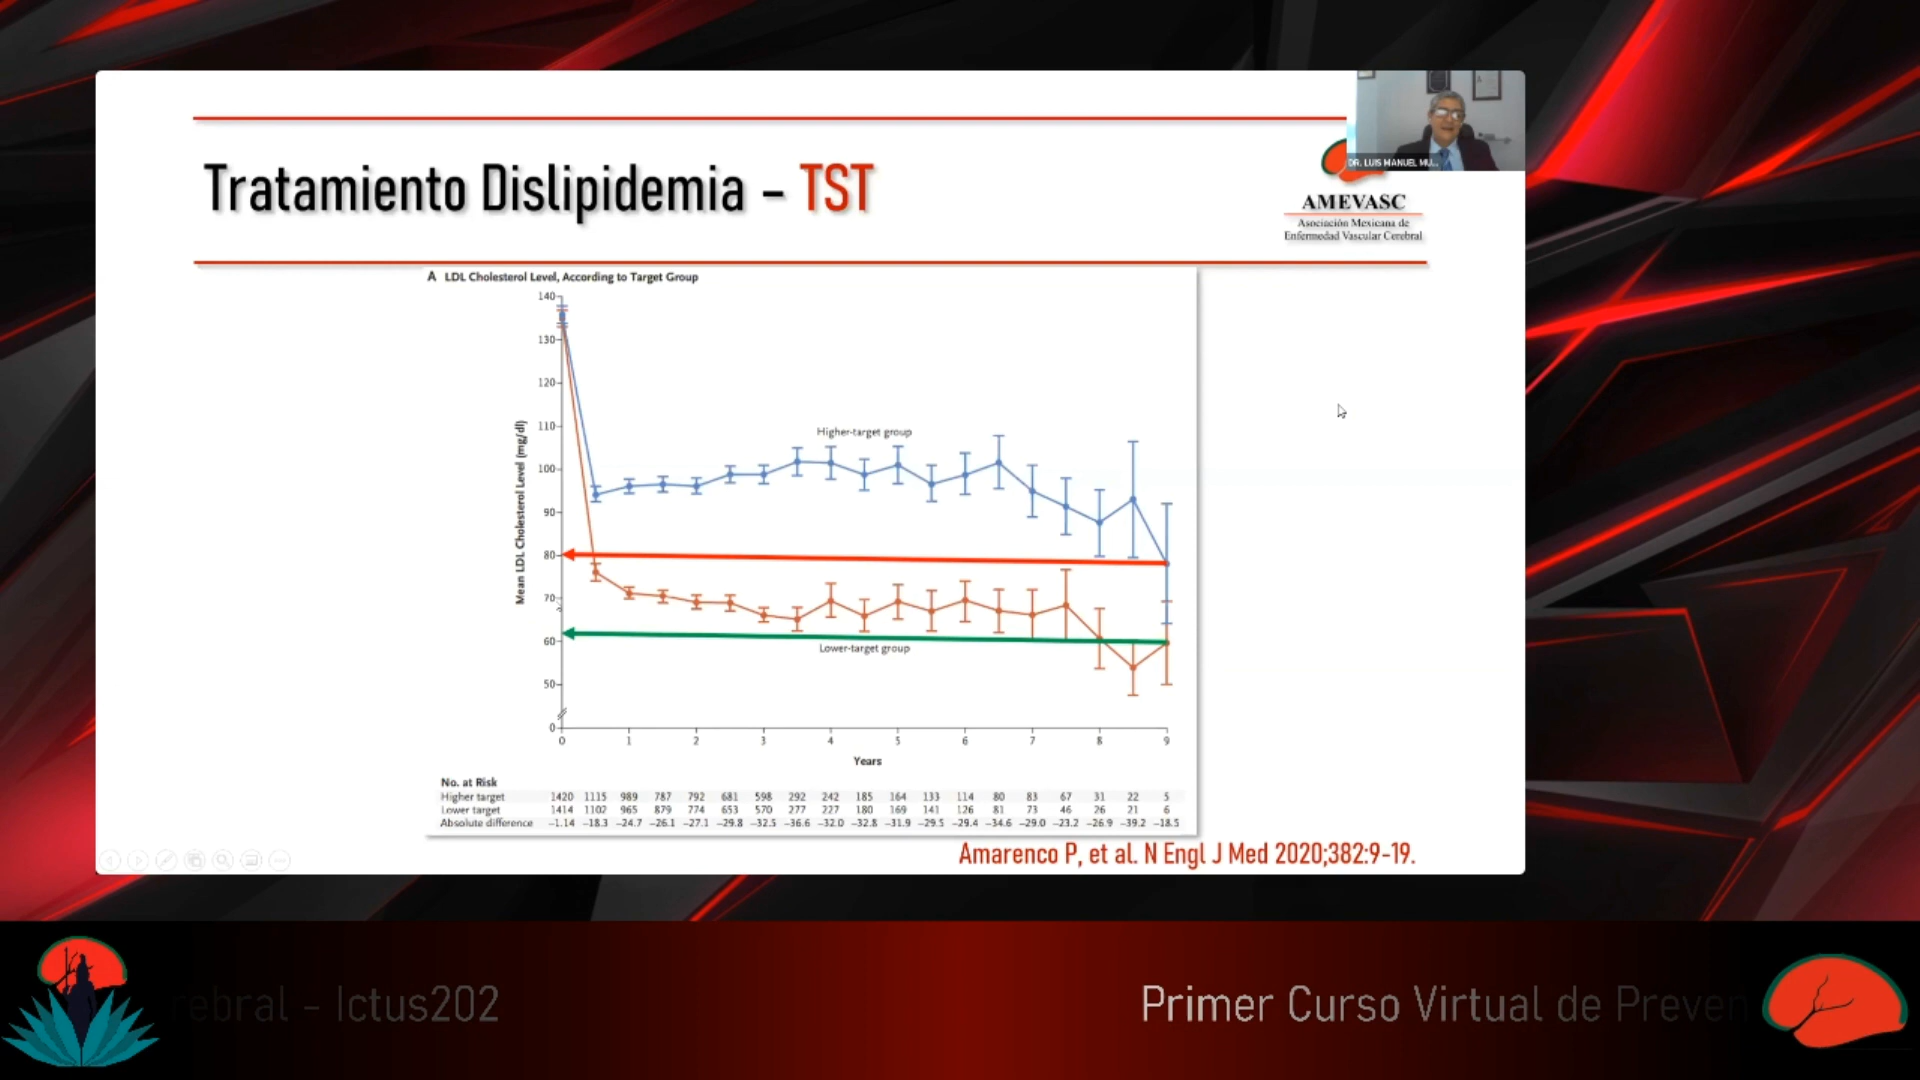 DR. LUIS MANUEL MU...
Tratamiento Dislipidemia – TST
AMEVASC
Asociación Mexicana de
Enfermedad Vascular Cerebral
A LDL Cholesterol Level, According to Target Group
140
130
120
110
100
90
80
70
60
50
0
Mean LDL Cholesterol Level (mg/dl)
Higher-target group
Lower-target group
0 1 2 3 4 5 6 7 8 9
Years
No. at Risk
Higher target 1420 1115 989 787 792 681 598 292 242 185 164 133 114 80 83 67 31 22 5
Lower target 1414 1102 965 879 774 653 570 277 227 180 169 141 126 81 73 46 26 21 6
Absolute difference –1.14 –18.3 –24.7 –26.1 –27.1 –29.8 –32.5 –36.6 –32.0 –32.8 –31.9 –29.5 –29.4 –34.6 –29.0 –23.2 –26.9 –39.2 –18.5
Amarenco P, et al. N Engl J Med 2020;382:9-19.
rebral – Ictus202
Primer Curso Virtual de Preven